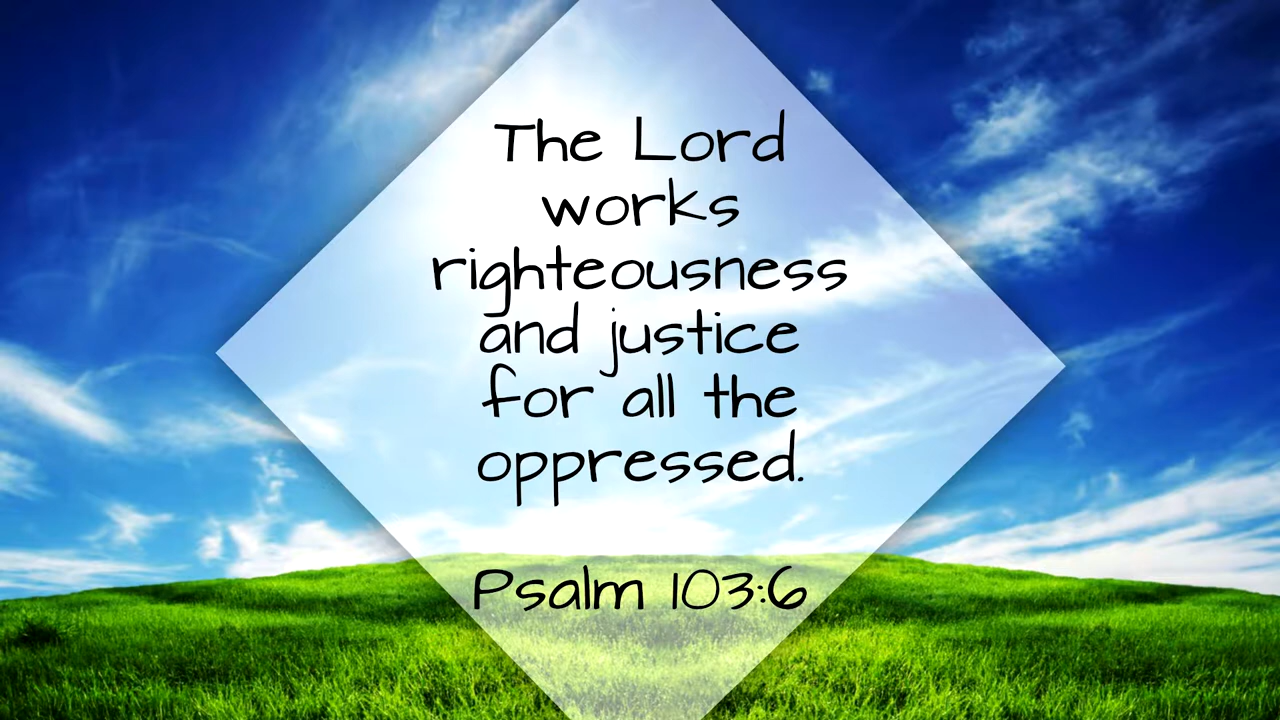 The Lord
works
righteousness
and justice
for all the
oppressed.
Psalm 103:6